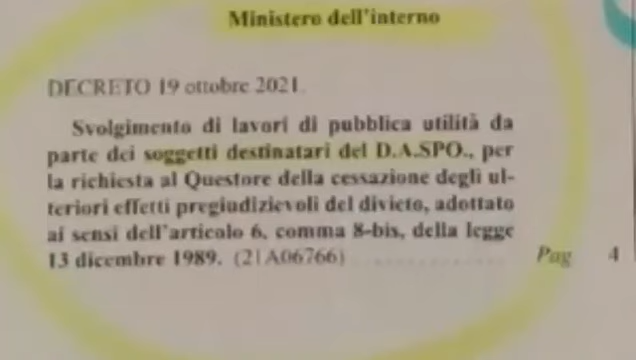 Ministero dell'interno
DECRETO 19 ottobre 2021.
Svolgimento di lavori di pubblica utilità da
parte dei soggetti destinatari del D.A.SPO., per
la richiesta al Questore della cessazione degli ul-
teriori effetti pregiudizievoli del divieto, adottato
ai sensi dell'articolo 6, comma 8-bis, della legge
13 dicembre 1989. (21A06766) .................... Pag 4